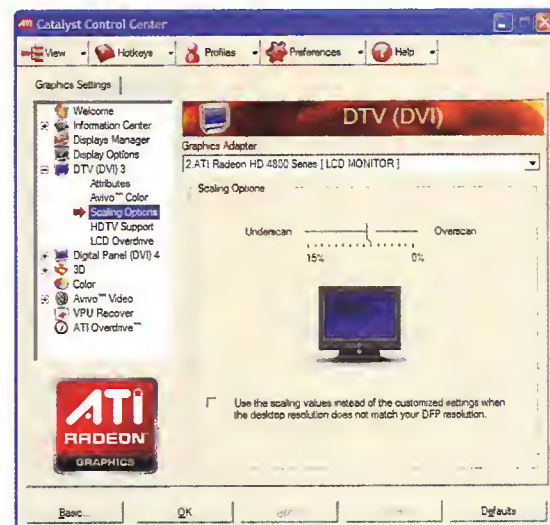 Catalyst Control Center
View
Hotkeys
Profiles
Preferences
Help
Graphics Settings
Welcome
Information Center
Displays Manager
Display Options
DTV (DVI) 3
Attributes
Avivo™ Color
Scaling Options
HDTV Support
LCD Overdrive
Digital Panel (DVI) 4
3D
Color
Avivo™ Video
VPU Recover
ATI Overdrive™
ATI
RADEON
GRAPHICS
DTV (DVI)
Graphics Adapter
2.ATI Radeon HD 4800 Series [ LCD MONITOR ]
Scaling Options
Underscan
Overscan
15%
0%
Use the scaling values instead of the customized settings when
the desktop resolution does not match your DFP resolution.
Basic...
OK
Defaults